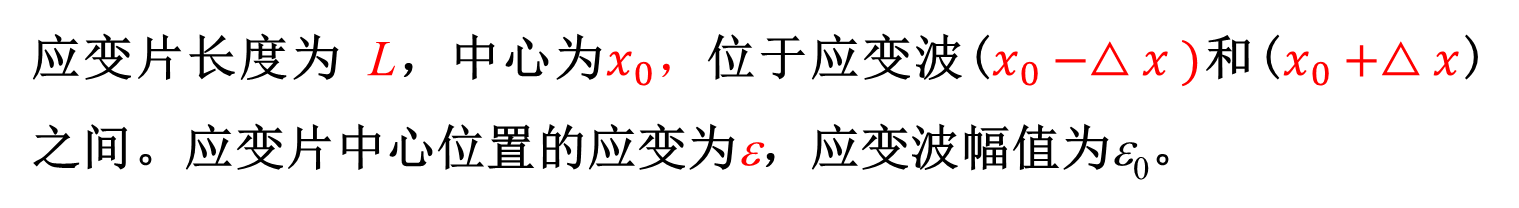 应变片长度为 L，中心为x₀，位于应变波(x₀ −△ x )和(x₀ +△ x)
之间。应变片中心位置的应变为ε，应变波幅值为ε₀。